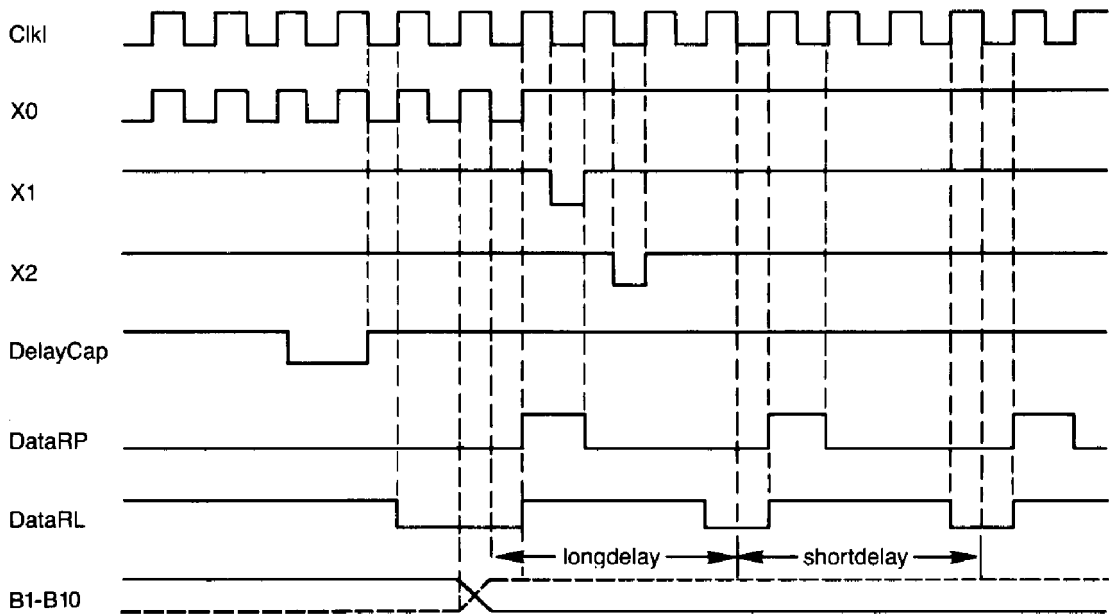 Clkl
X0
X1
X2
DelayCap
DataRP
DataRL
longdelay shortdelay
B1-B10